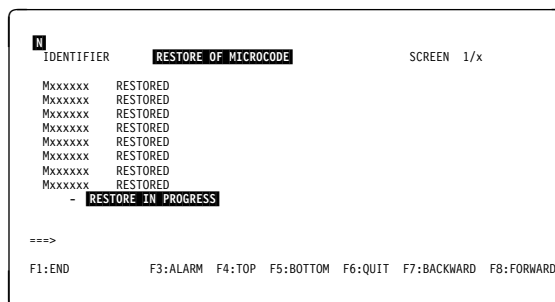 N
IDENTIFIER RESTORE OF MICROCODE SCREEN 1/x
Mxxxxxx RESTORED
Mxxxxxx RESTORED
Mxxxxxx RESTORED
Mxxxxxx RESTORED
Mxxxxxx RESTORED
Mxxxxxx RESTORED
Mxxxxxx RESTORED
Mxxxxxx RESTORED
- RESTORE IN PROGRESS
===>
F1:END F3:ALARM F4:TOP F5:BOTTOM F6:QUIT F7:BACKWARD F8:FORWARD